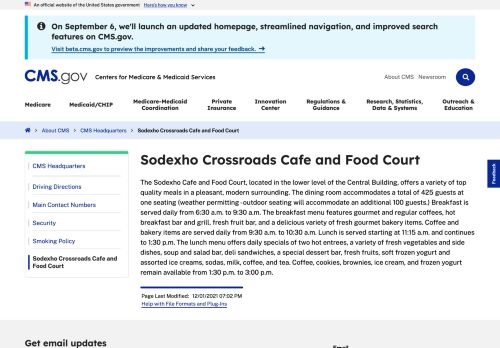 An official website of the United States government Here's how you know
On September 6, we'll launch an updated homepage, streamlined navigation, and improved search
features on CMS.gov.
Visit beta.cms.gov to preview the improvements and share your feedback.
CMS.gov Centers for Medicare & Medicaid Services
About CMS Newsroom
Medicare Medicaid/CHIP Medicare-Medicaid Coordination Private Insurance Innovation Center Regulations & Guidance Research, Statistics, Data & Systems Outreach & Education
About CMS CMS Headquarters Sodexho Crossroads Cafe and Food Court
Feedback
CMS Headquarters
Driving Directions
Main Contact Numbers
Security
Smoking Policy
Sodexho Crossroads Cafe and
Food Court
Sodexho Crossroads Cafe and Food Court
The Sodexho Cafe and Food Court, located in the lower level of the Central Building, offers a variety of top
quality meals in a pleasant, modern surrounding. The dining room accommodates a total of 425 guests at
one seating (weather permitting - outdoor seating will accommodate an additional 100 guests.) Breakfast is
served daily from 6:30 a.m. to 9:30 a.m. The breakfast menu features gourmet and regular coffees, hot
breakfast bar and grill, fresh fruit bar, and a delicious variety of fresh gourmet bakery items. Coffee and
bakery items are served daily from 9:30 a.m. to 10:30 a.m. Lunch is served starting at 11:15 a.m. and continues
to 1:30 p.m. The lunch menu offers daily specials of two hot entrees, a variety of fresh vegetables and side
dishes, soup and salad bar, deli sandwiches, a special dessert bar, fresh fruits, soft frozen yogurt and
assorted ice creams, sodas, milk, coffee, and tea. Coffee, cookies, brownies, ice cream, and frozen yogurt
remain available from 1:30 p.m. to 3:00 p.m.
Page Last Modified: 12/01/2021 07:02 PM
Help with File Formats and Plug-Ins
Get email updates